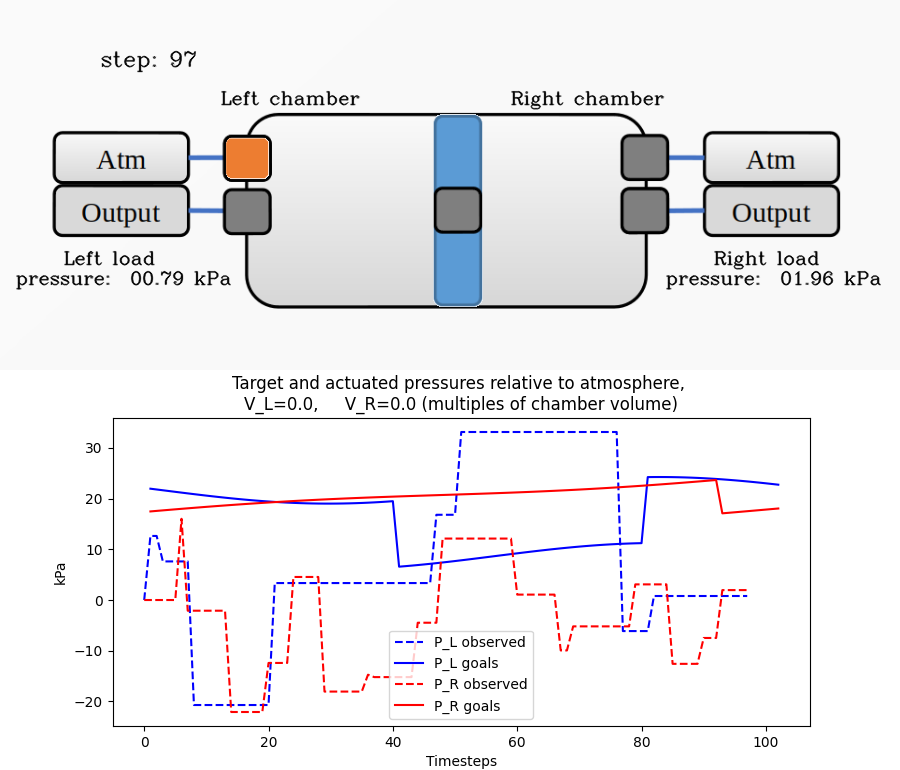 step: 97
Left chamber
Right chamber
Atm
Atm
Output
Output
Left load
pressure:  00.79 kPa
Right load
pressure:  01.96 kPa
Target and actuated pressures relative to atmosphere,
V_L=0.0,     V_R=0.0 (multiples of chamber volume)
kPa
30
20
10
0
−10
−20
P_L observed
P_L goals
P_R observed
P_R goals
0
20
40
60
80
100
Timesteps